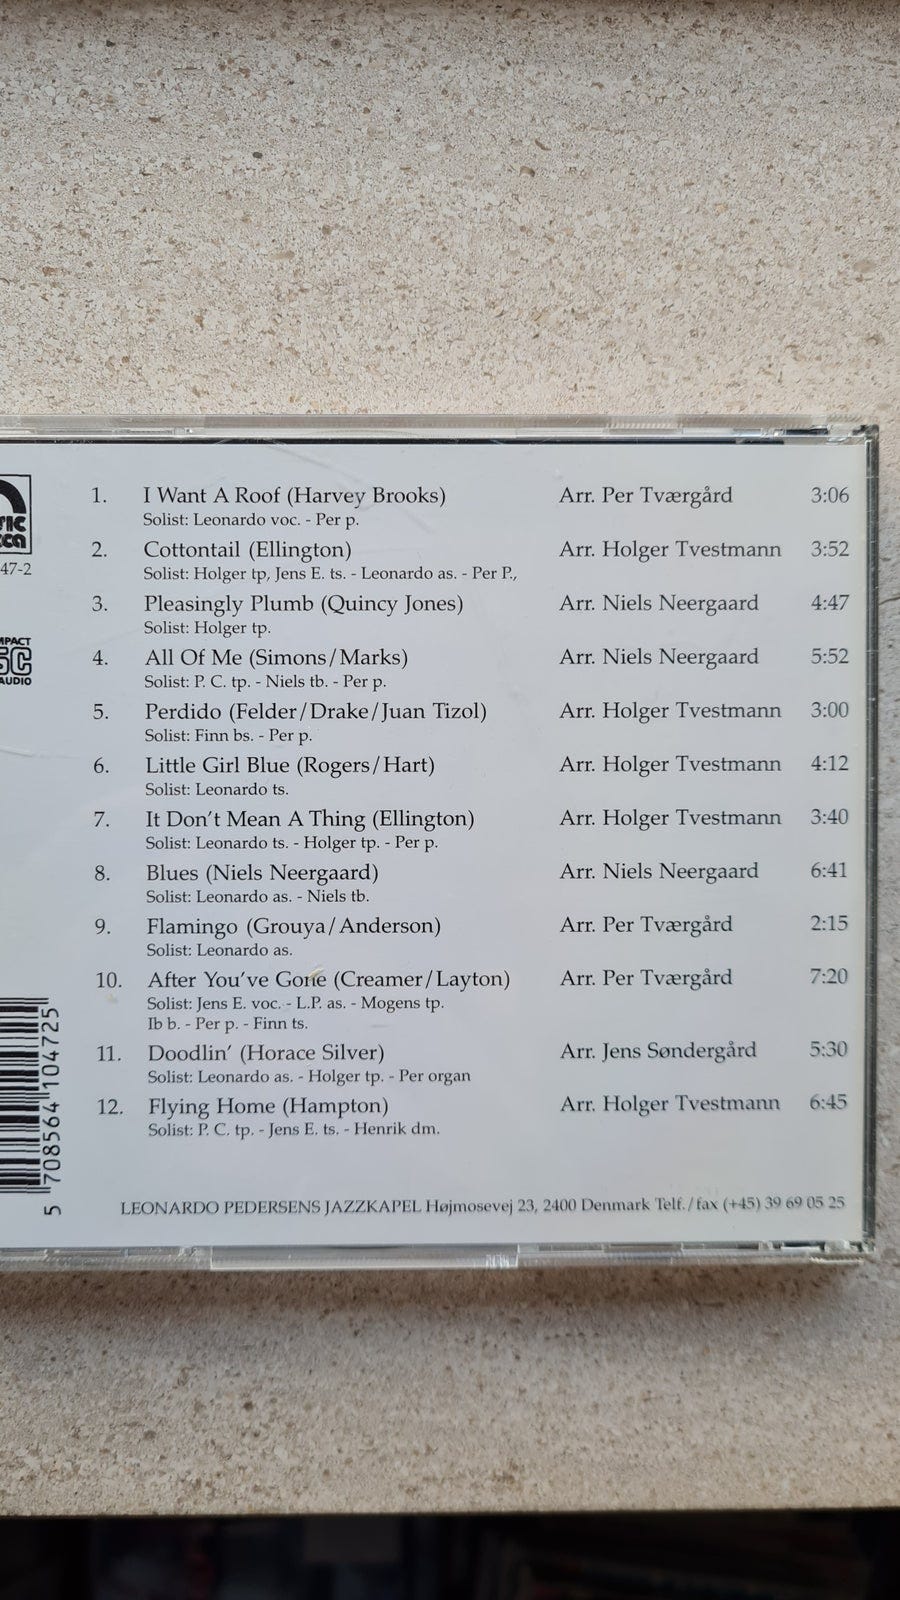 47-2
AUDIO
1. I Want A Roof (Harvey Brooks) Arr. Per Tværgård 3:06
Solist: Leonardo voc. - Per p.
2. Cottontail (Ellington) Arr. Holger Tvestmann 3:52
Solist: Holger tp, Jens E. ts. - Leonardo as. - Per P.,
3. Pleasingly Plumb (Quincy Jones) Arr. Niels Neergaard 4:47
Solist: Holger tp.
4. All Of Me (Simons/Marks) Arr. Niels Neergaard 5:52
Solist: P. C. tp. - Niels tb. - Per p.
5. Perdido (Felder/Drake/Juan Tizol) Arr. Holger Tvestmann 3:00
Solist: Finn bs. - Per p.
6. Little Girl Blue (Rogers/Hart) Arr. Holger Tvestmann 4:12
Solist: Leonardo ts.
7. It Don't Mean A Thing (Ellington) Arr. Holger Tvestmann 3:40
Solist: Leonardo ts. - Holger tp. - Per p.
8. Blues (Niels Neergaard) Arr. Niels Neergaard 6:41
Solist: Leonardo as. - Niels tb.
9. Flamingo (Grouya/Anderson) Arr. Per Tværgård 2:15
Solist: Leonardo as.
10. After You've Gone (Creamer/Layton) Arr. Per Tværgård 7:20
Solist: Jens E. voc. - L.P. as. - Mogens tp.
Ib b. - Per p. - Finn ts.
11. Doodlin' (Horace Silver) Arr. Jens Søndergård 5:30
Solist: Leonardo as. - Holger tp. - Per organ
12. Flying Home (Hampton) Arr. Holger Tvestmann 6:45
Solist: P. C. tp. - Jens E. ts. - Henrik dm.
5 708564 104725
LEONARDO PEDERSENS JAZZKAPEL Højmosevej 23, 2400 Denmark Telf./fax (+45) 39 69 05 25